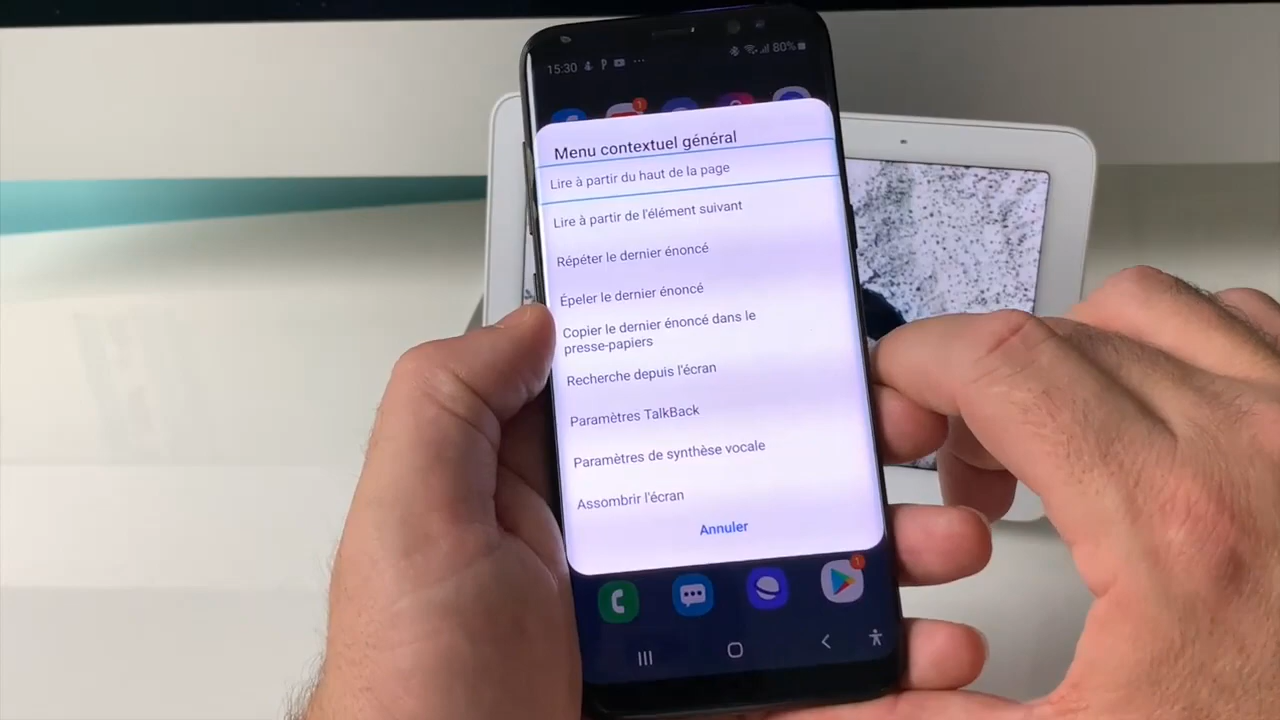 15:30
80%
1
Menu contextuel général
Lire à partir du haut de la page
Lire à partir de l'élément suivant
Répéter le dernier énoncé
Épeler le dernier énoncé
Copier le dernier énoncé dans le
presse-papiers
Recherche depuis l'écran
Paramètres TalkBack
Paramètres de synthèse vocale
Assombrir l'écran
Annuler
1